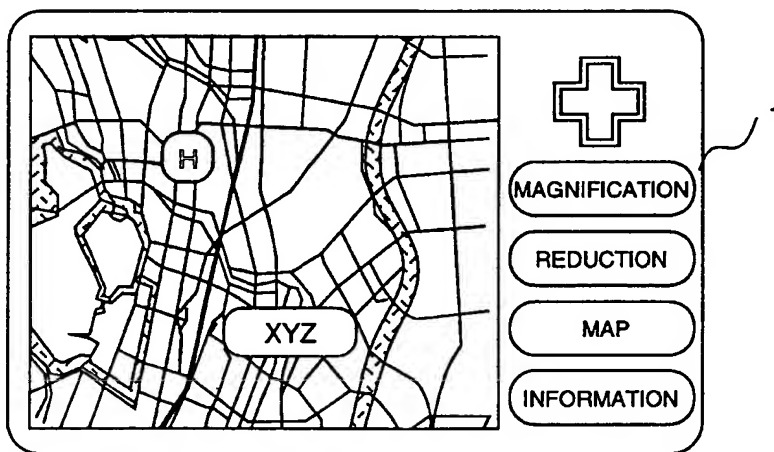 H
MAGNIFICATION
REDUCTION
XYZ
MAP
INFORMATION